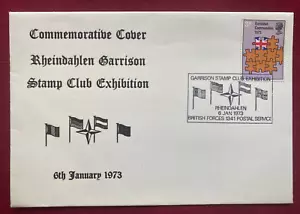 Commemorative Cover
Rheindahlen Garrison
Stamp Club Exhibition
6th January 1973
European
Communities
1973
GARRISON STAMP CLUB EXHIBITION
RHEINDAHLEN
6 JAN 1973
BRITISH FORCES 1341 POSTAL SERVICE